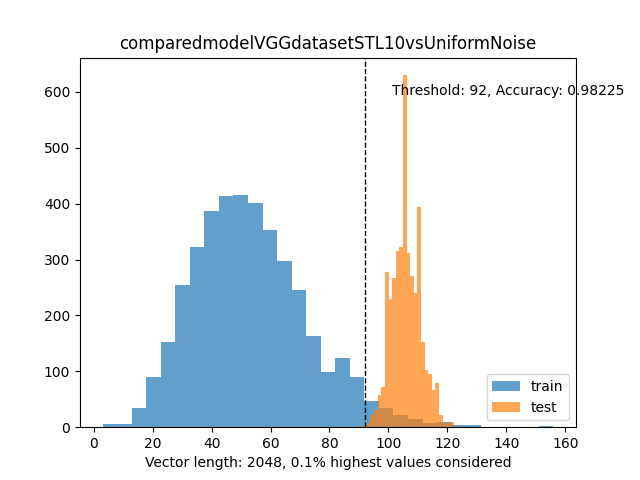 comparedmodelVGGdatasetSTL10vsUniformNoise
Threshold: 92, Accuracy: 0.98225
600
500
400
300
200
100
0
train
test
0 20 40 60 80 100 120 140 160
Vector length: 2048, 0.1% highest values considered